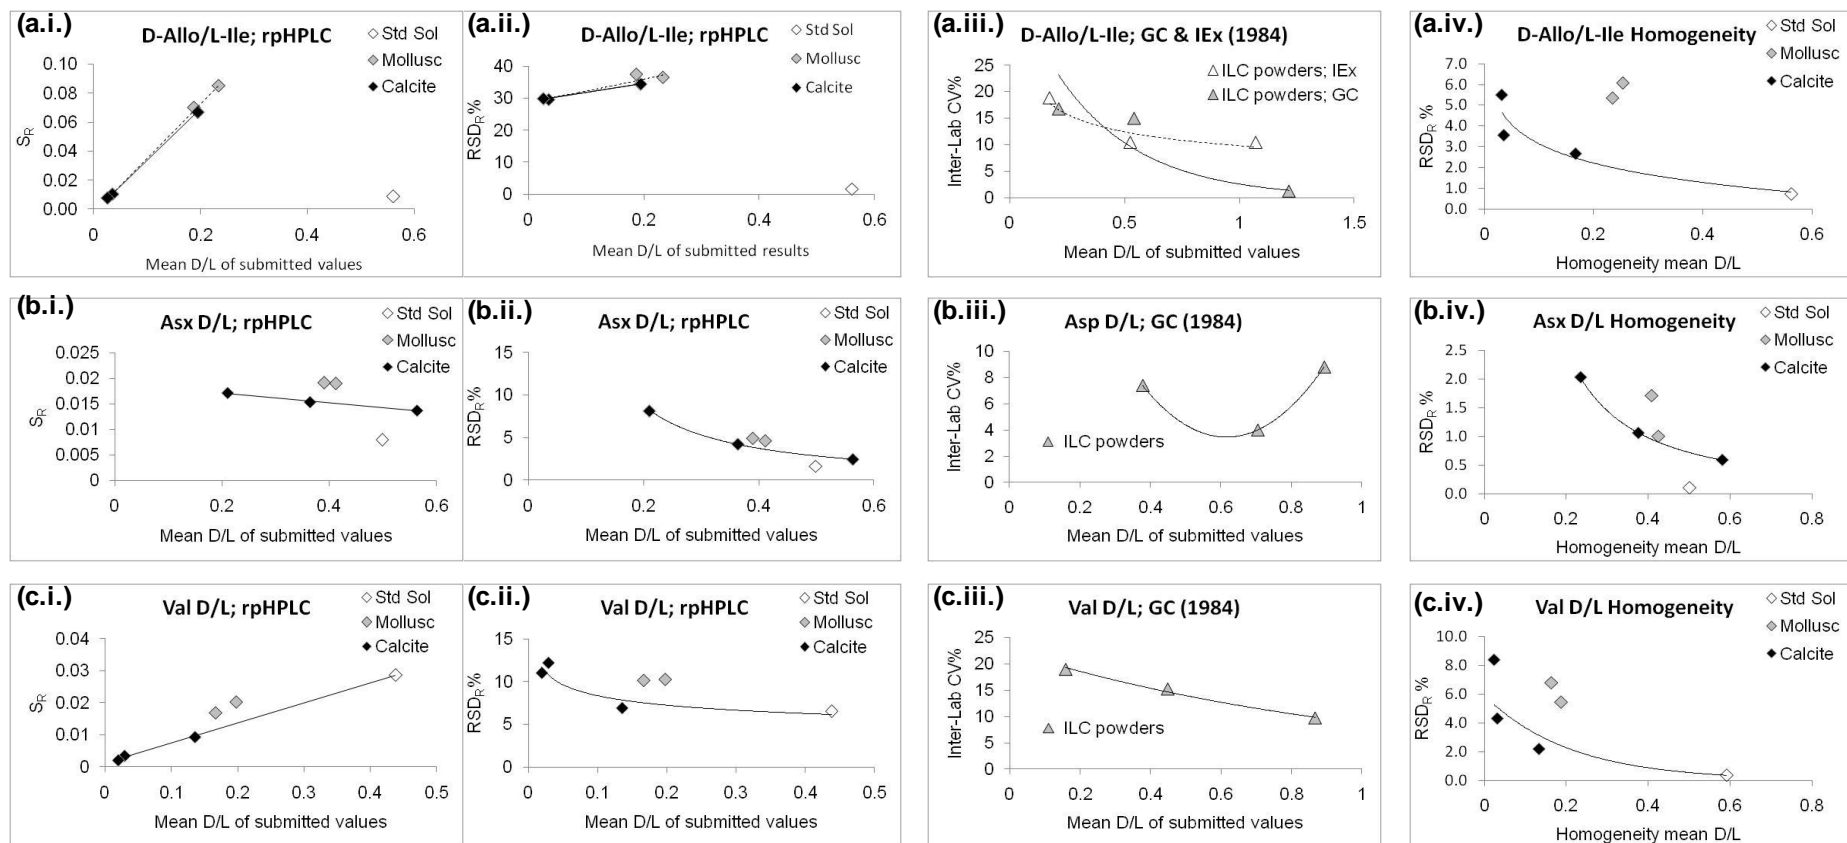 (a.i.)
D-Allo/L-Ile; rpHPLC
Std Sol
Mollusc
Calcite
0.10
0.08
0.06
0.04
0.02
0.00
S_R
0 0.2 0.4 0.6
Mean D/L of submitted values
(a.ii)
D-Allo/L-Ile; rpHPLC
Std Sol
Mollusc
Calcite
40
30
20
10
0
RSD_R%
0 0.2 0.4 0.6
Mean D/L of submitted results
(a.iii)
D-Allo/L-Ile; GC & IEx (1984)
ILC powders; IEx
ILC powders; GC
25
20
15
10
5
0
Inter-Lab CV%
0 0.5 1 1.5
Mean D/L of submitted values
(a.iv.)
D-Allo/L-Ile Homogeneity
Std Sol
Mollusc
Calcite
7.0
6.0
5.0
4.0
3.0
2.0
1.0
0.0
RSD_R %
0 0.2 0.4 0.6
Homogeneity mean D/L
(b.i.)
Asx D/L; rpHPLC
Std Sol
Mollusc
Calcite
0.025
0.02
0.015
0.01
0.005
0
S_R
0 0.2 0.4 0.6
Mean D/L of submitted values
(b.ii.)
Asx D/L; rpHPLC
Std Sol
Mollusc
Calcite
15
10
5
0
RSD_R%
0 0.2 0.4 0.6
Mean D/L of submitted values
(b.iii.)
Asp D/L; GC (1984)
10
8
6
4
2
0
Inter-Lab CV%
ILC powders
0 0.2 0.4 0.6 0.8 1
Mean D/L of submitted values
(b.iv.)
Asx D/L Homogeneity
Std Sol
Mollusc
Calcite
2.5
2.0
1.5
1.0
0.5
0.0
RSD_R %
0 0.2 0.4 0.6 0.8
Homogeneity mean D/L
(c.i.)
Val D/L; rpHPLC
Std Sol
Mollusc
Calcite
0.04
0.03
0.02
0.01
0
S_R
0 0.1 0.2 0.3 0.4 0.5
Mean D/L of submitted values
(c.ii.)
Val D/L; rpHPLC
Std Sol
Mollusc
Calcite
15
10
5
0
RSD_R%
0 0.1 0.2 0.3 0.4 0.5
Mean D/L of submitted values
(c.iii.)
Val D/L; GC (1984)
25
20
15
10
5
0
Inter-Lab CV%
ILC powders
0 0.2 0.4 0.6 0.8 1
Mean D/L of submitted values
(c.iv.)
Val D/L Homogeneity
Std Sol
Mollusc
Calcite
10.0
8.0
6.0
4.0
2.0
0.0
RSD_R %
0 0.2 0.4 0.6 0.8
Homogeneity mean D/L